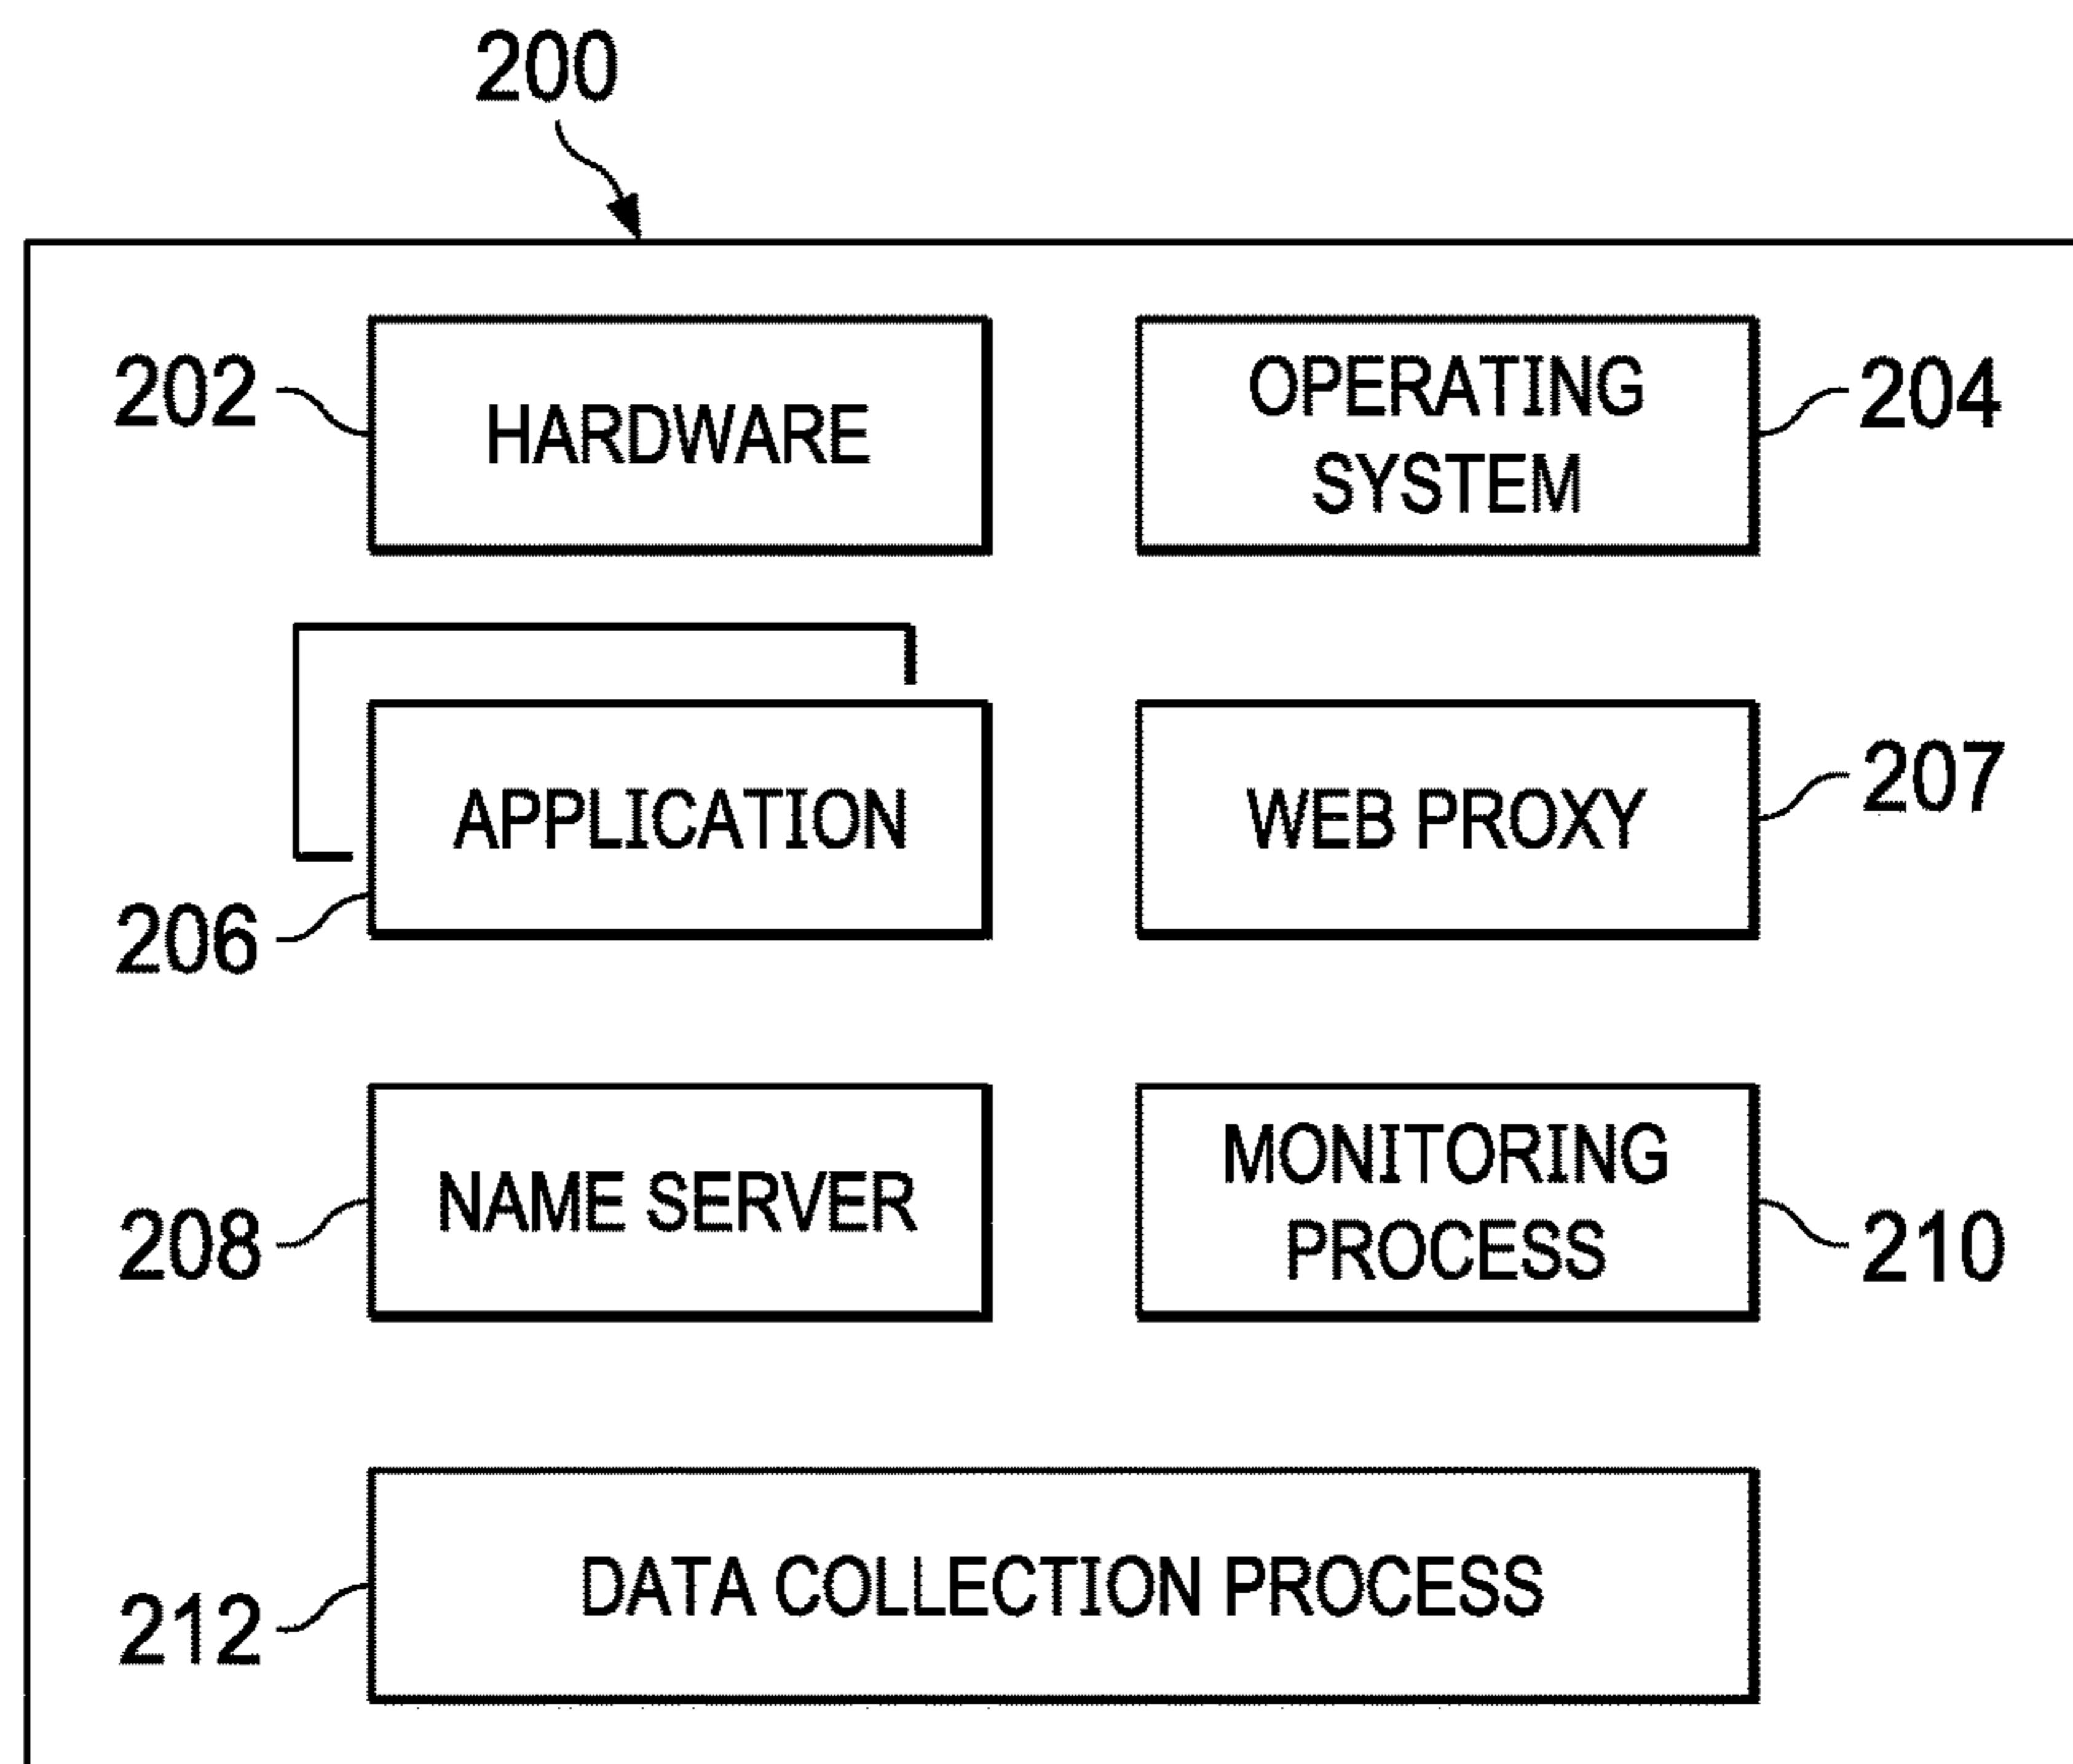 200
202
HARDWARE
OPERATING
SYSTEM
204
206
APPLICATION
WEB PROXY
207
208
NAME SERVER
MONITORING
PROCESS
210
212
DATA COLLECTION PROCESS